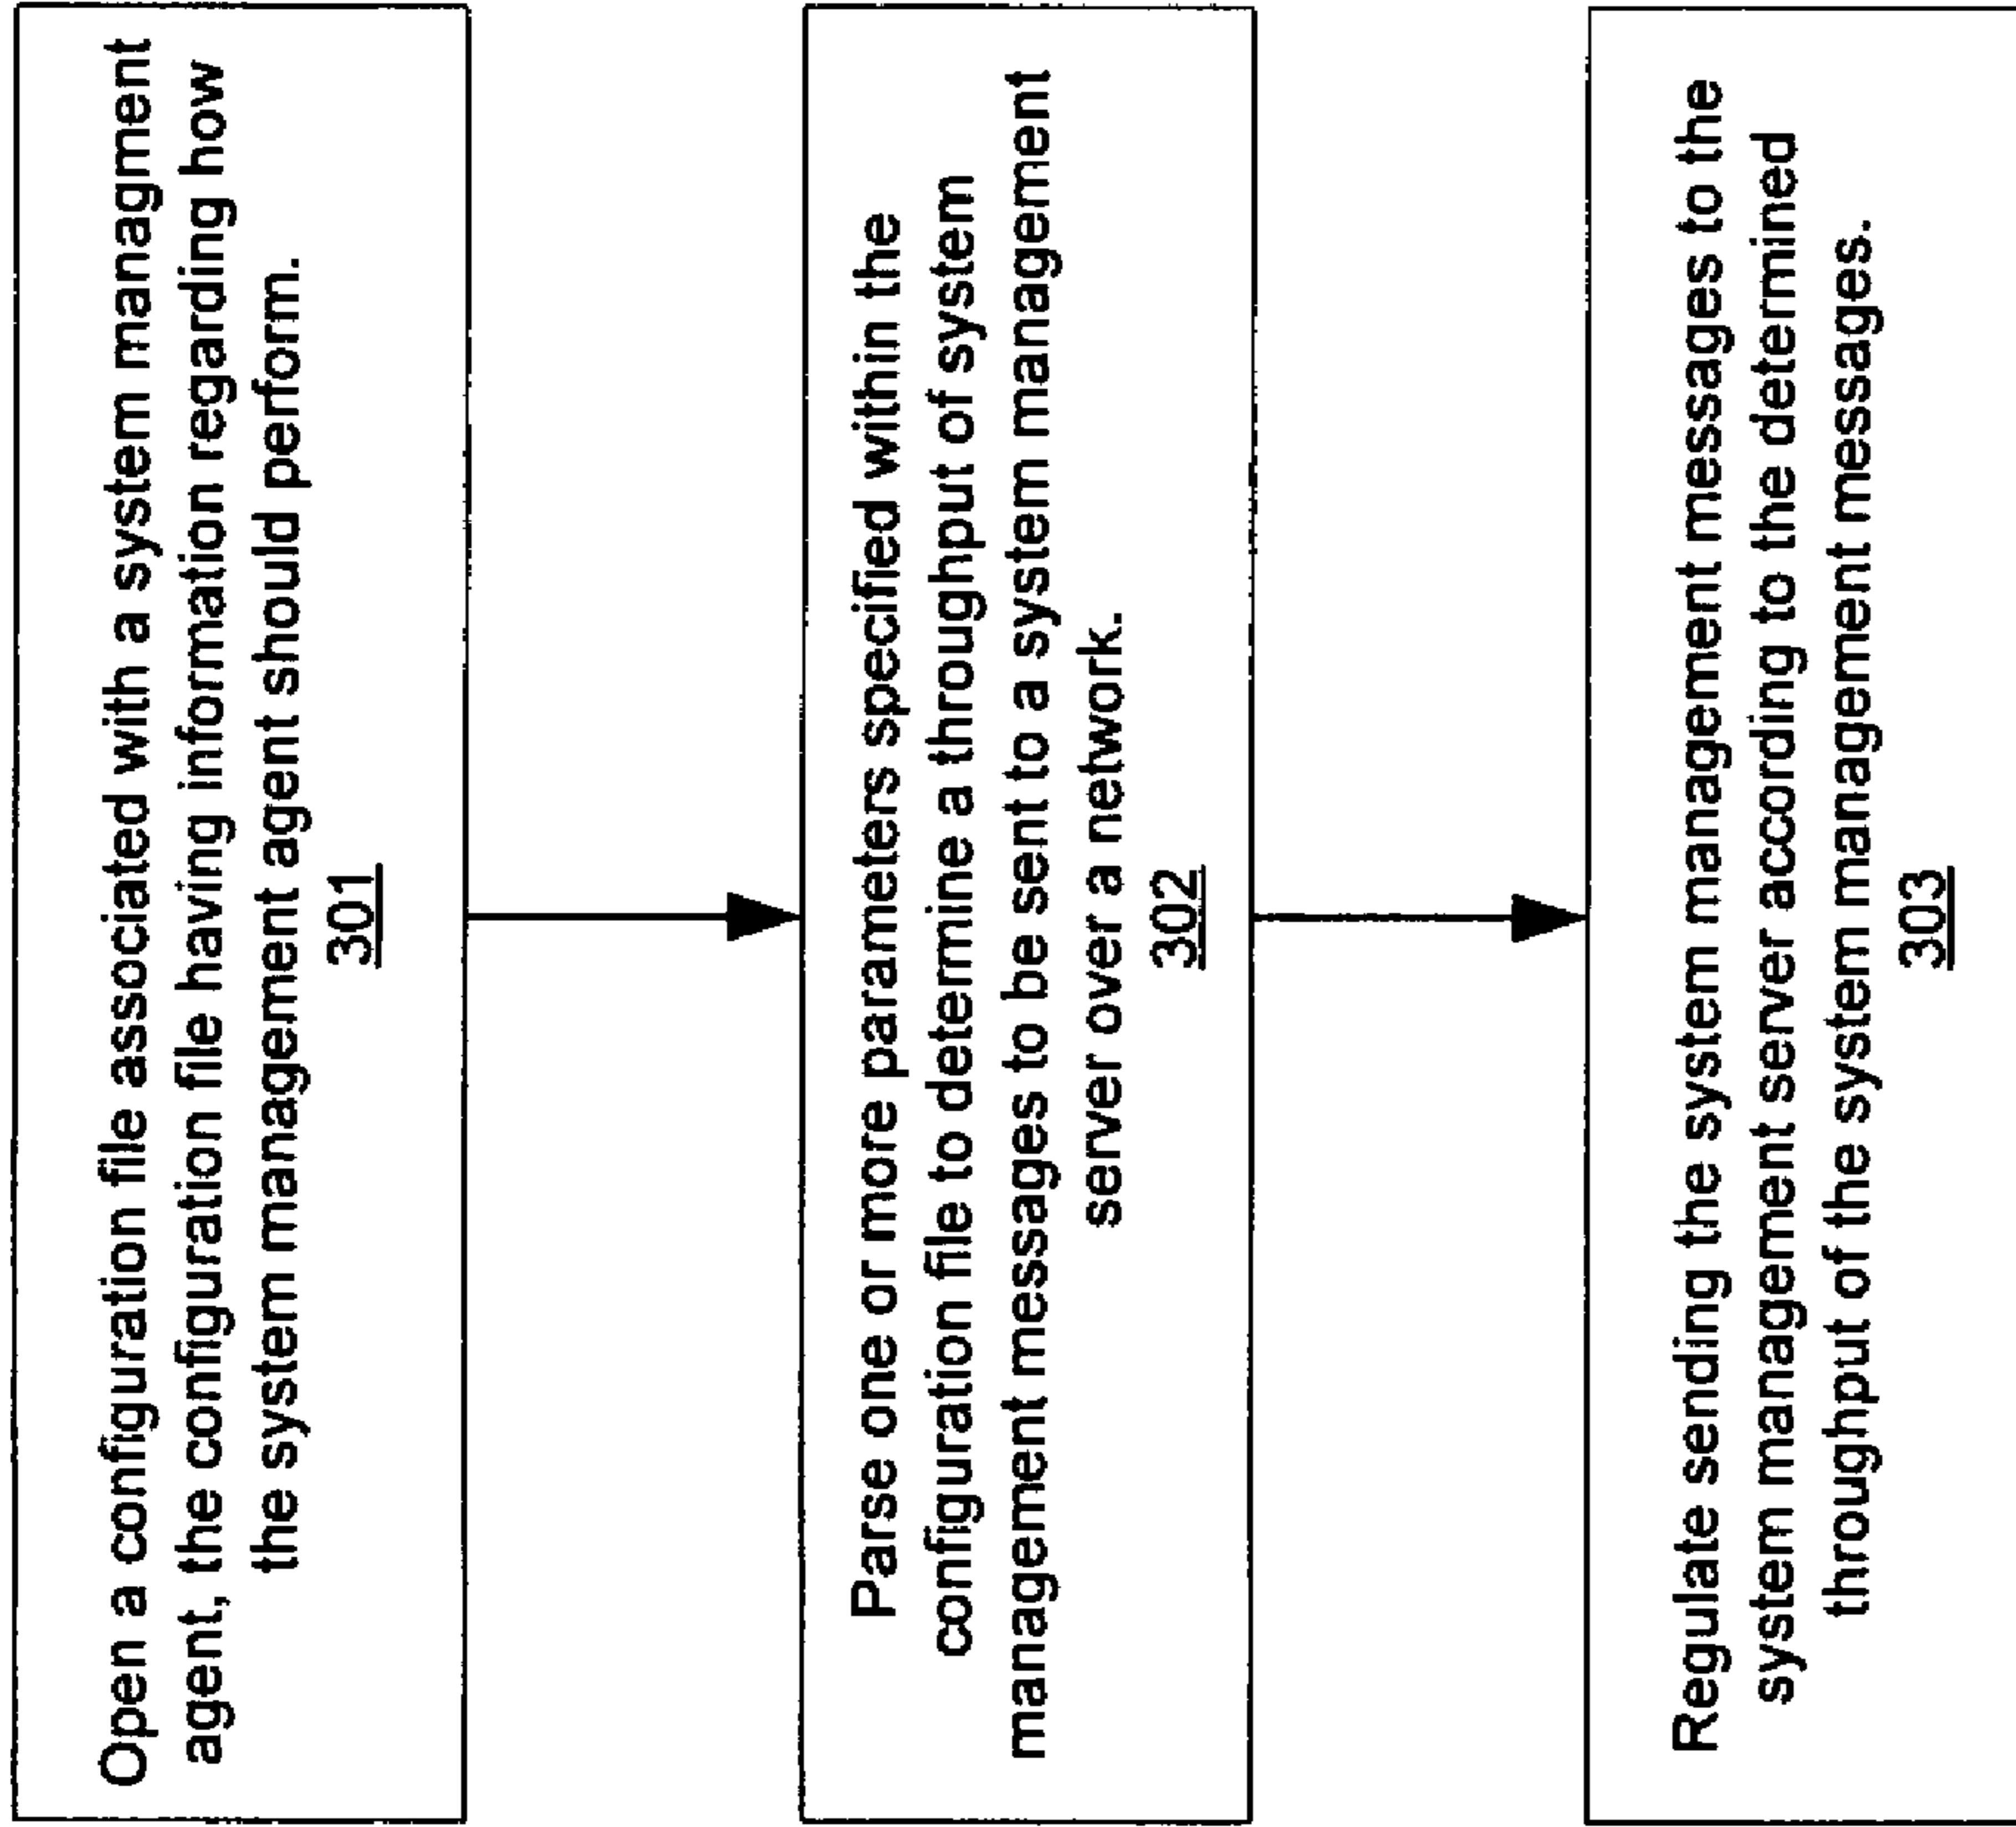 Open a configuration file associated with a system managment
agent, the configuration file having information regarding how
the system management agent should perform.
301
Parse one or more parameters specified within the
configuration file to determine a throughput of system
management messages to be sent to a system management
server over a network.
302
Regulate sending the system management messages to the
system management server according to the determined
throughput of the system management messages.
303